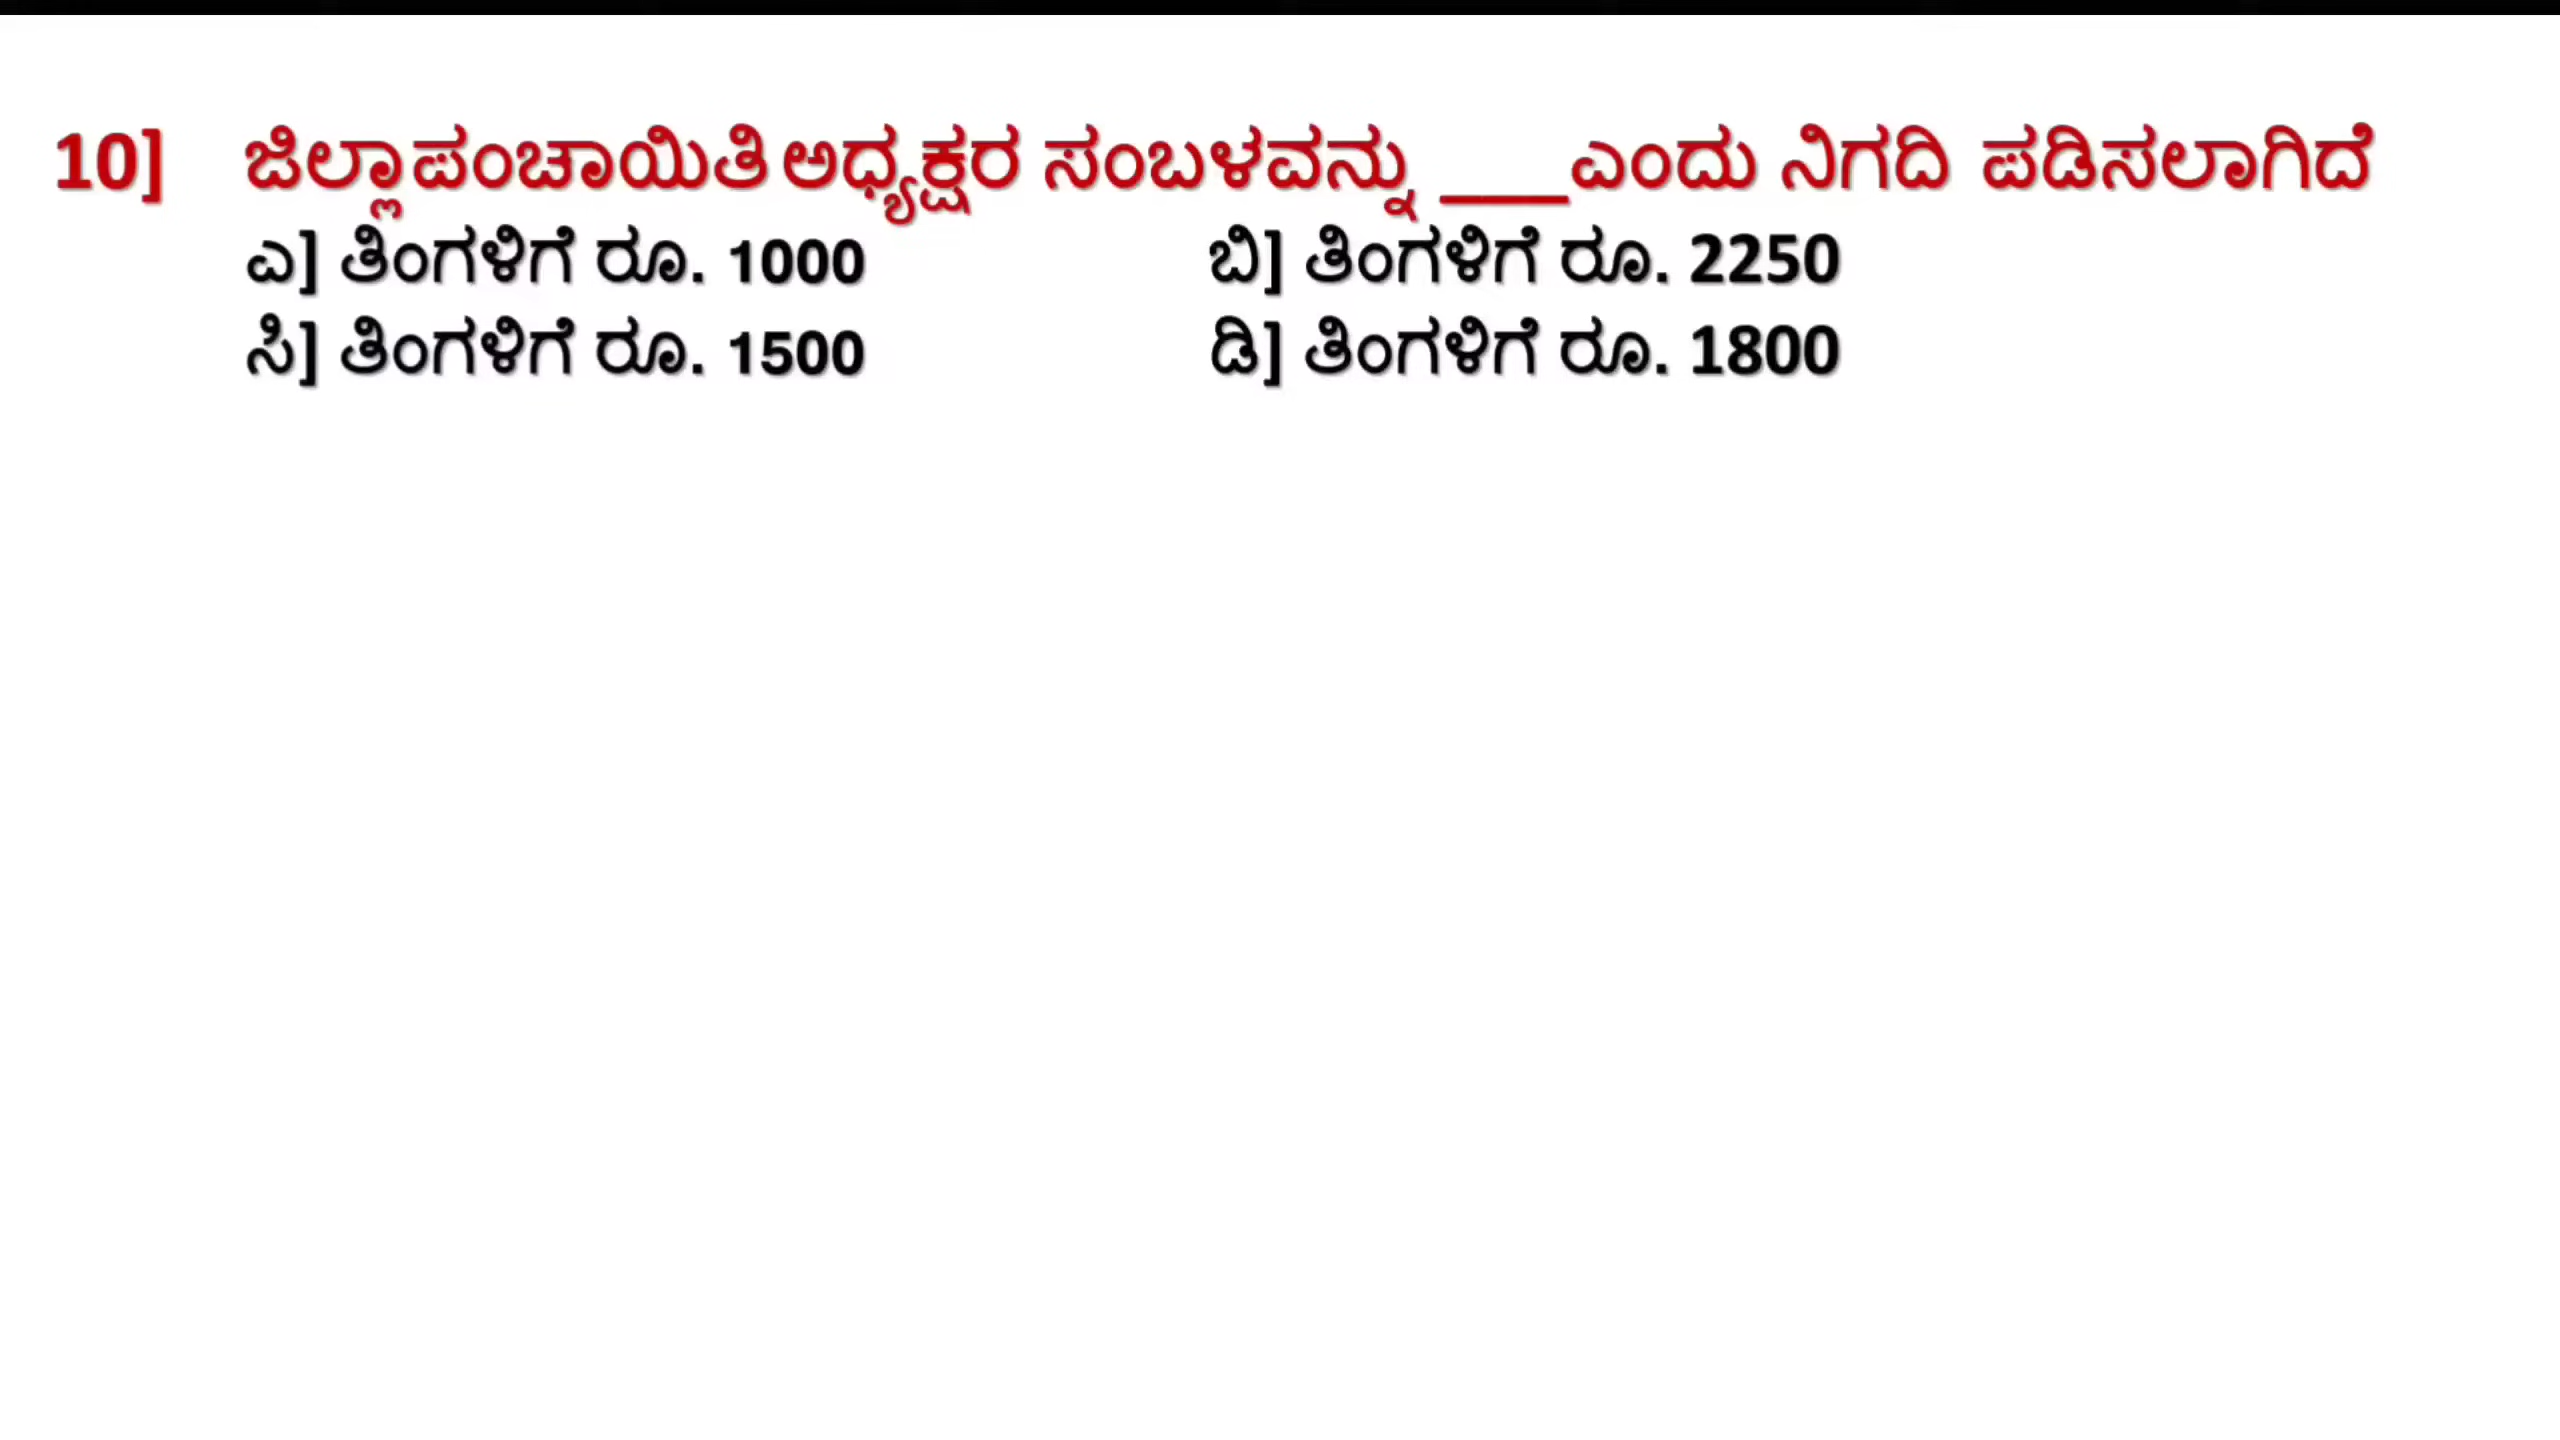 10] ಜಿಲ್ಲಾಪಂಚಾಯಿತಿ ಅಧ್ಯಕ್ಷರ ಸಂಬಳವನ್ನು ___ಎಂದು ನಿಗದಿ ಪಡಿಸಲಾಗಿದೆ
ಎ] ತಿಂಗಳಿಗೆ ರೂ. 1000 ಬಿ] ತಿಂಗಳಿಗೆ ರೂ. 2250
ಸಿ] ತಿಂಗಳಿಗೆ ರೂ. 1500 ಡಿ] ತಿಂಗಳಿಗೆ ರೂ. 1800